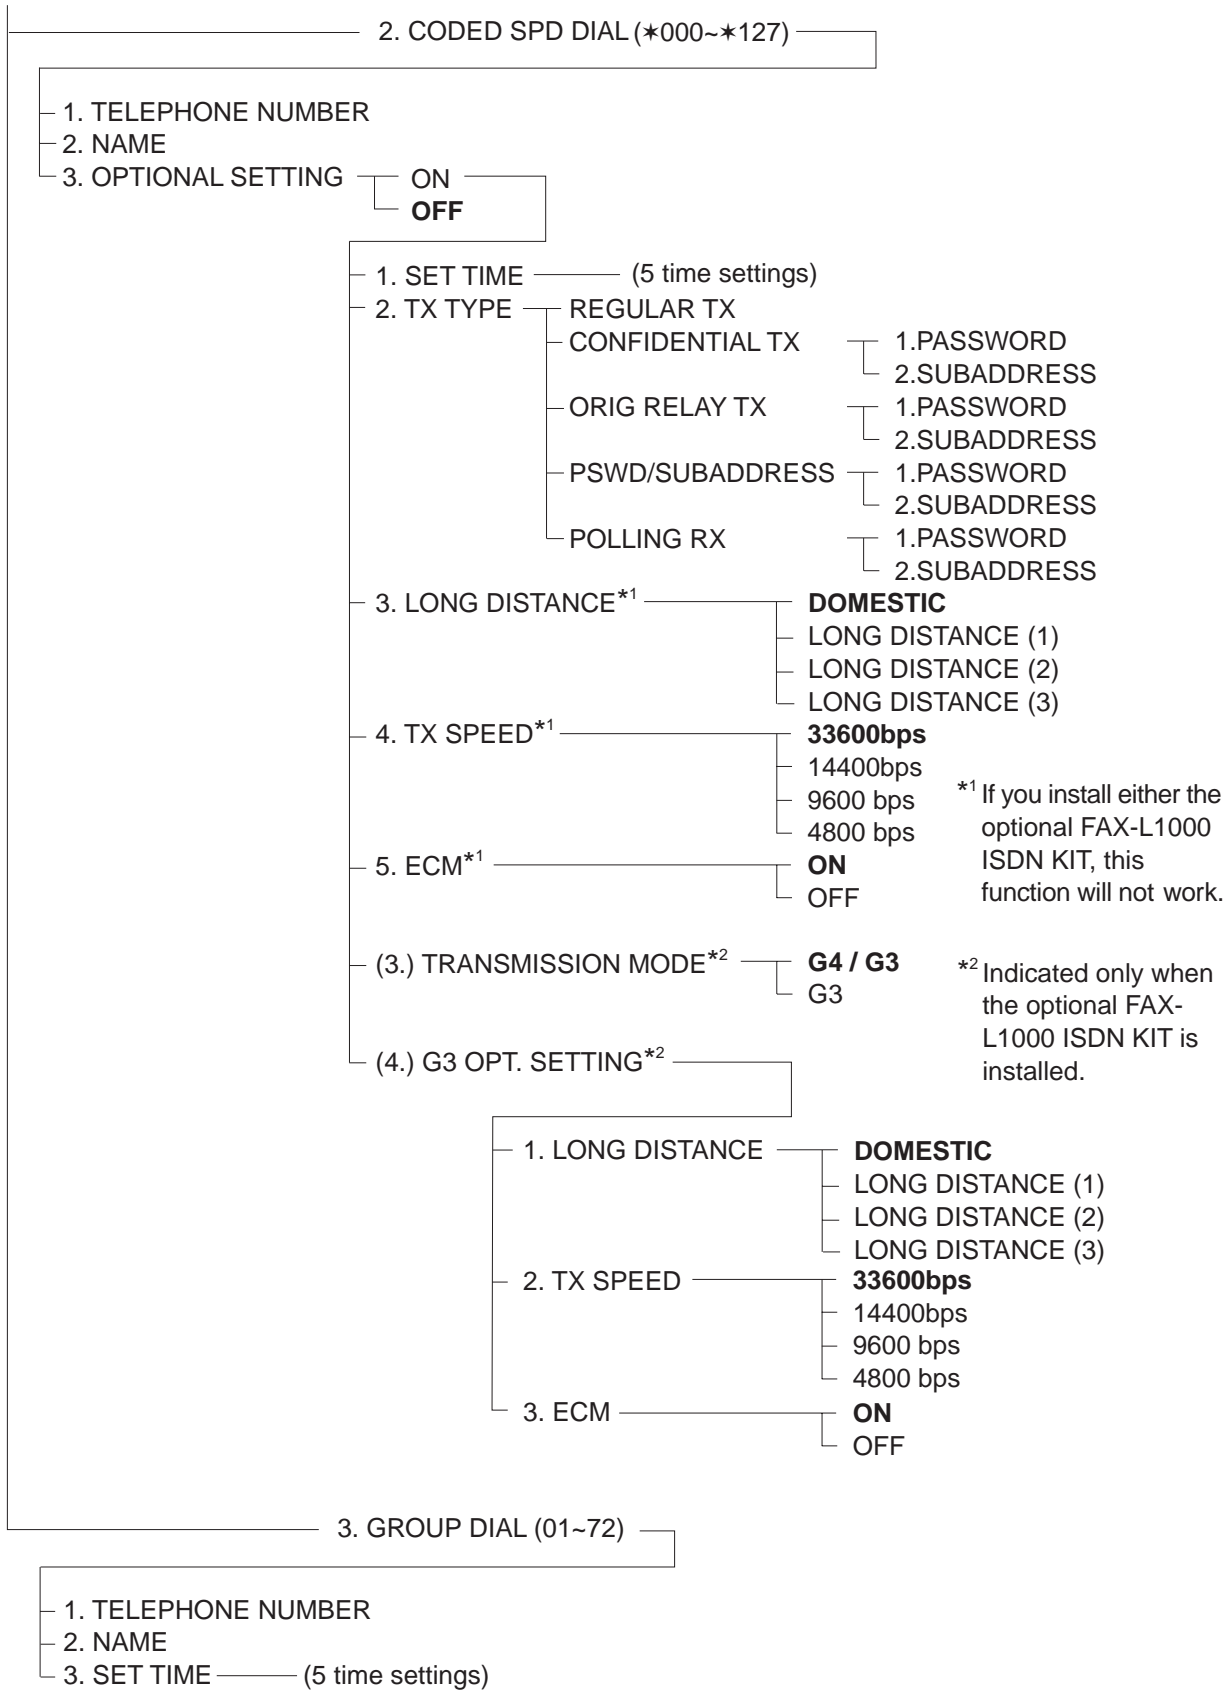 2. CODED SPD DIAL (✶000~✶127)
1. TELEPHONE NUMBER
2. NAME
3. OPTIONAL SETTING
ON
OFF
1. SET TIME
(5 time settings)
2. TX TYPE
REGULAR TX
CONFIDENTIAL TX
1.PASSWORD
2.SUBADDRESS
ORIG RELAY TX
1.PASSWORD
2.SUBADDRESS
PSWD/SUBADDRESS
1.PASSWORD
2.SUBADDRESS
POLLING RX
1.PASSWORD
2.SUBADDRESS
3. LONG DISTANCE*1
DOMESTIC
LONG DISTANCE (1)
LONG DISTANCE (2)
LONG DISTANCE (3)
4. TX SPEED*1
33600bps
14400bps
9600 bps
4800 bps
5. ECM*1
ON
OFF
*1 If you install either the
optional FAX-L1000
ISDN KIT, this
function will not work.
(3.) TRANSMISSION MODE*2
G4 / G3
G3
*2 Indicated only when
the optional FAX-
L1000 ISDN KIT is
installed.
(4.) G3 OPT. SETTING*2
1. LONG DISTANCE
DOMESTIC
LONG DISTANCE (1)
LONG DISTANCE (2)
LONG DISTANCE (3)
2. TX SPEED
33600bps
14400bps
9600 bps
4800 bps
3. ECM
ON
OFF
3. GROUP DIAL (01~72)
1. TELEPHONE NUMBER
2. NAME
3. SET TIME
(5 time settings)